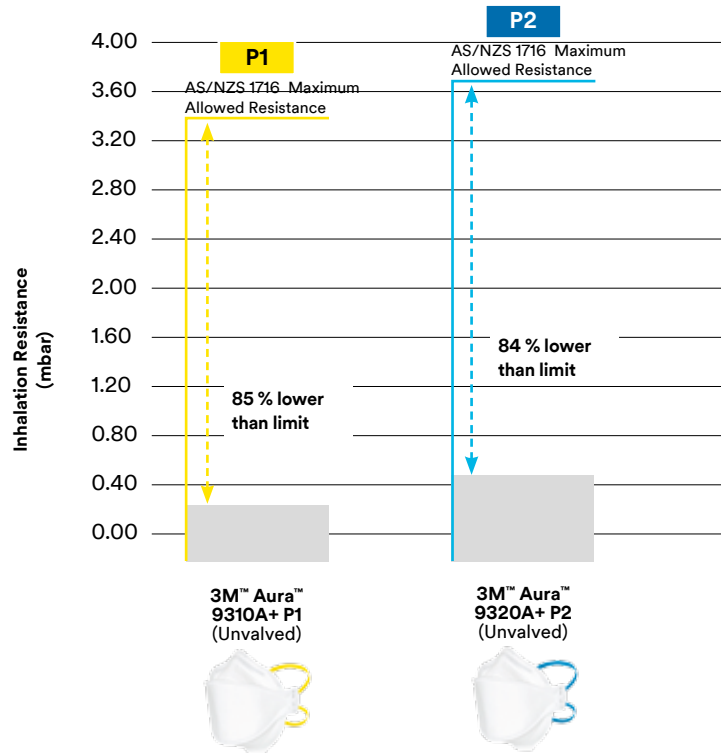 P1
P2
AS/NZS 1716 Maximum
Allowed Resistance
AS/NZS 1716 Maximum
Allowed Resistance
4.00
3.60
3.20
2.80
2.40
2.00
1.60
1.20
0.80
0.40
0.00
Inhalation Resistance
(mbar)
85 % lower
than limit
84 % lower
than limit
3M™ Aura™
9310A+ P1
(Unvalved)
3M™ Aura™
9320A+ P2
(Unvalved)